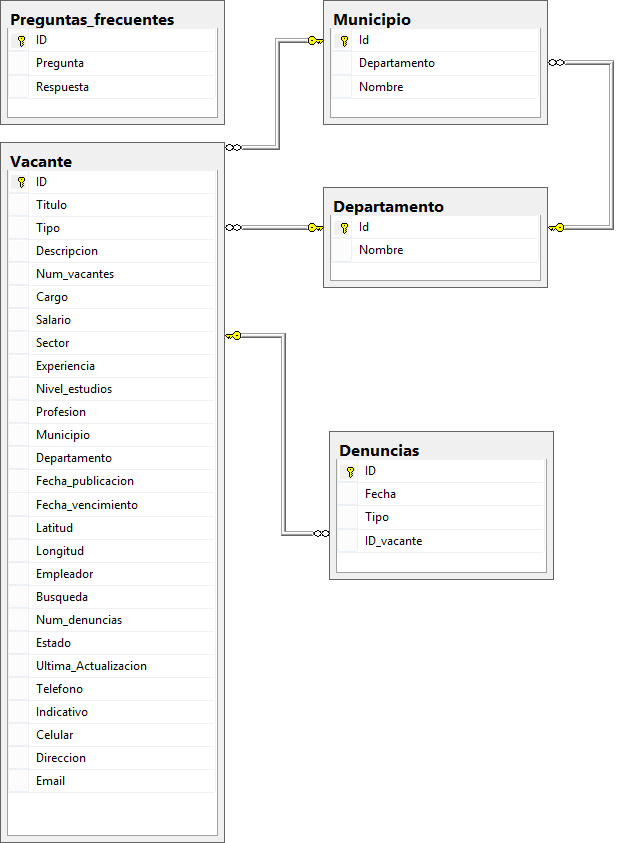 Preguntas_frecuentes
ID
Pregunta
Respuesta
Municipio
Id
Departamento
Nombre
Vacante
ID
Titulo
Tipo
Descripcion
Num_vacantes
Cargo
Salario
Sector
Experiencia
Nivel_estudios
Profesion
Municipio
Departamento
Fecha_publicacion
Fecha_vencimiento
Latitud
Longitud
Empleador
Busqueda
Num_denuncias
Estado
Ultima_Actualizacion
Telefono
Indicativo
Celular
Direccion
Email
Departamento
Id
Nombre
Denuncias
ID
Fecha
Tipo
ID_vacante